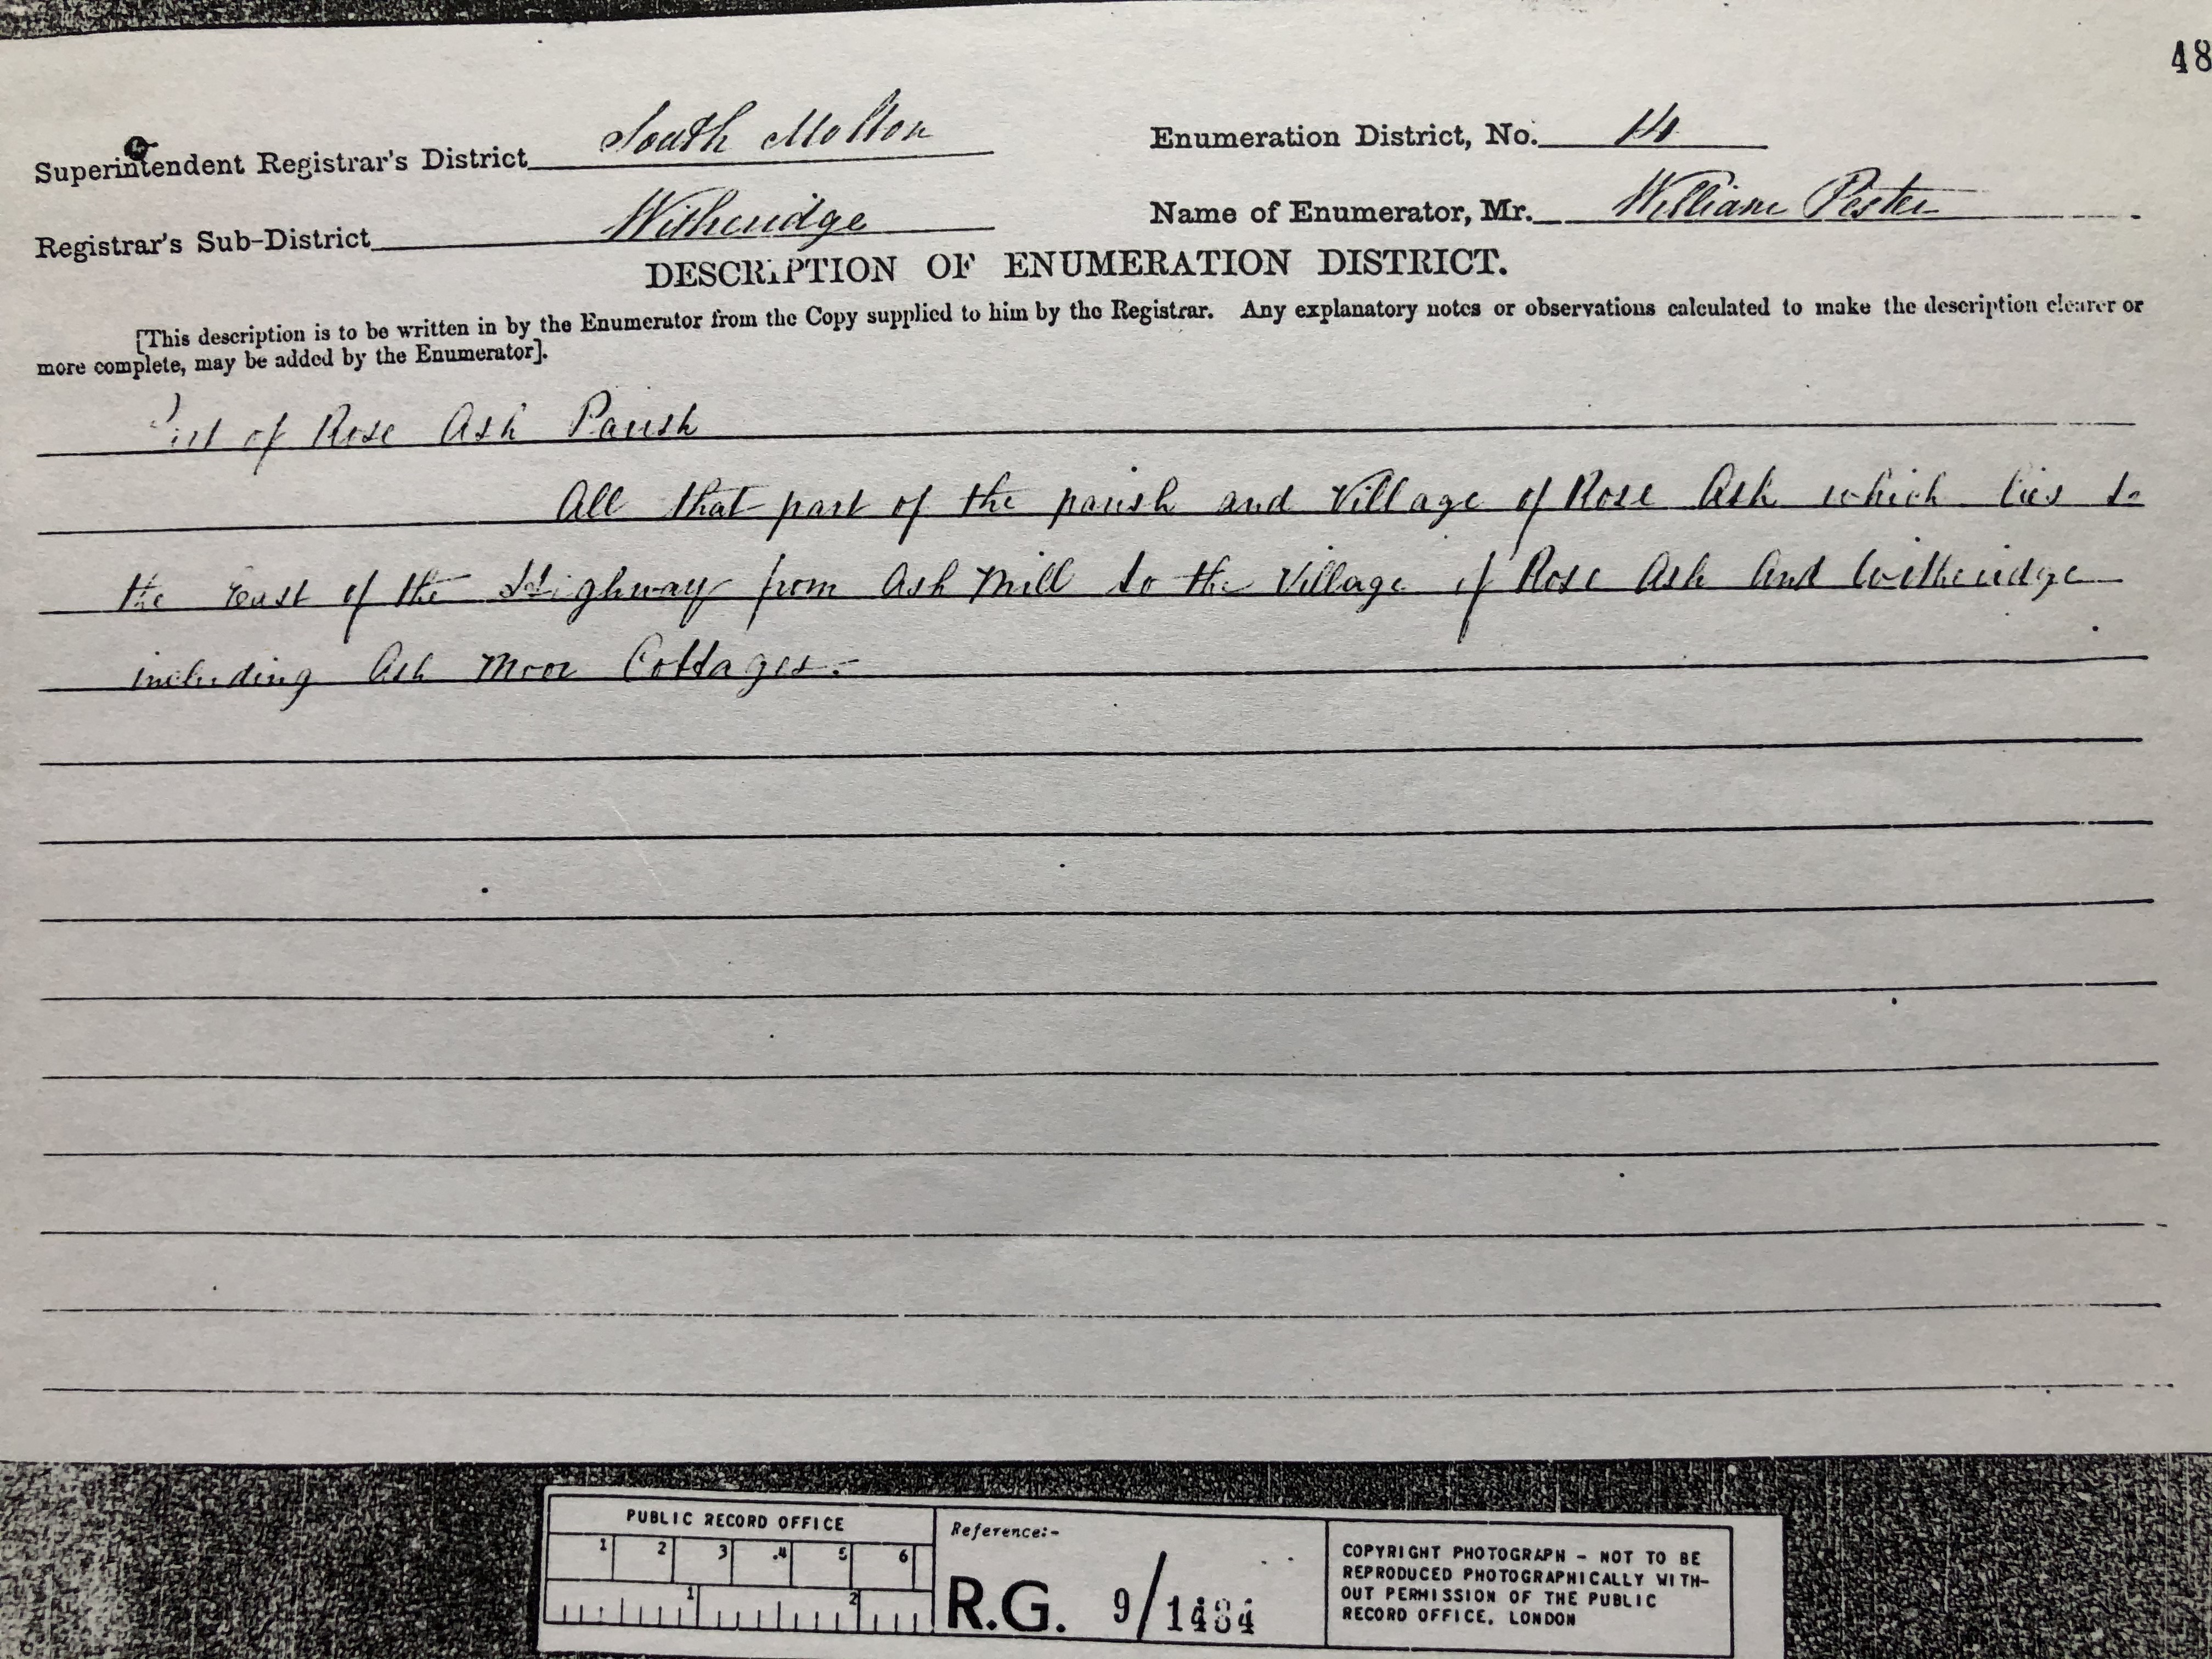 48
Superintendent Registrar's District South Molton
Enumeration District, No. 14
Registrar's Sub-District Witheridge
Name of Enumerator, Mr. William Pester
DESCRIPTION OF ENUMERATION DISTRICT.
[This description is to be written in by the Enumerator from the Copy supplied to him by the Registrar. Any explanatory notes or observations calculated to make the description clearer or
more complete, may be added by the Enumerator].
Part of Rose Ash Parish
All that part of the parish and Village of Rose Ash which lies to
the East of the Highway from Ash Mill to the Village of Rose Ash and Witheridge
including Ash Moor Cottages:-
PUBLIC RECORD OFFICE
1 2 3 4 5 6
1 2
Reference:-
R.G. 9/1484
COPYRIGHT PHOTOGRAPH - NOT TO BE
REPRODUCED PHOTOGRAPHICALLY WITH-
OUT PERMISSION OF THE PUBLIC
RECORD OFFICE, LONDON